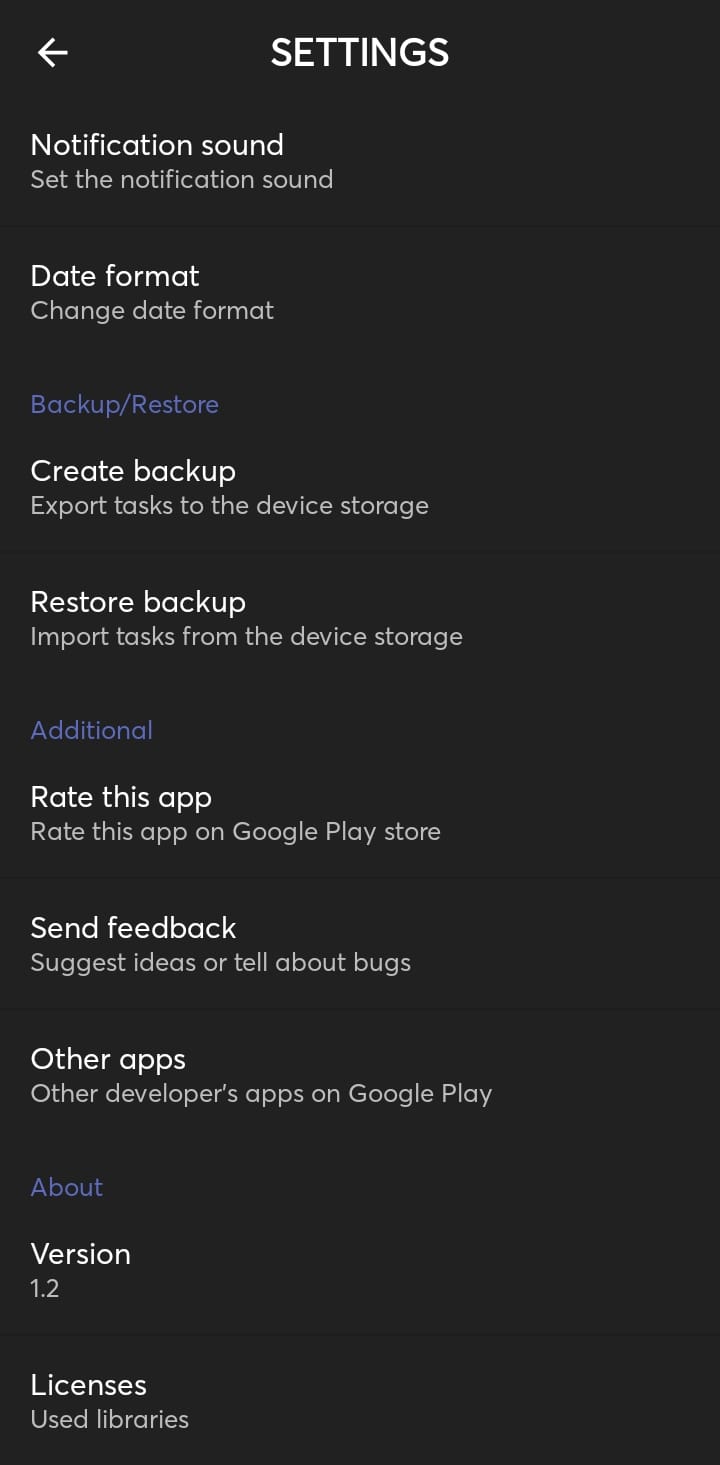 SETTINGS
Notification sound
Set the notification sound
Date format
Change date format
Backup/Restore
Create backup
Export tasks to the device storage
Restore backup
Import tasks from the device storage
Additional
Rate this app
Rate this app on Google Play store
Send feedback
Suggest ideas or tell about bugs
Other apps
Other developer's apps on Google Play
About
Version
1.2
Licenses
Used libraries